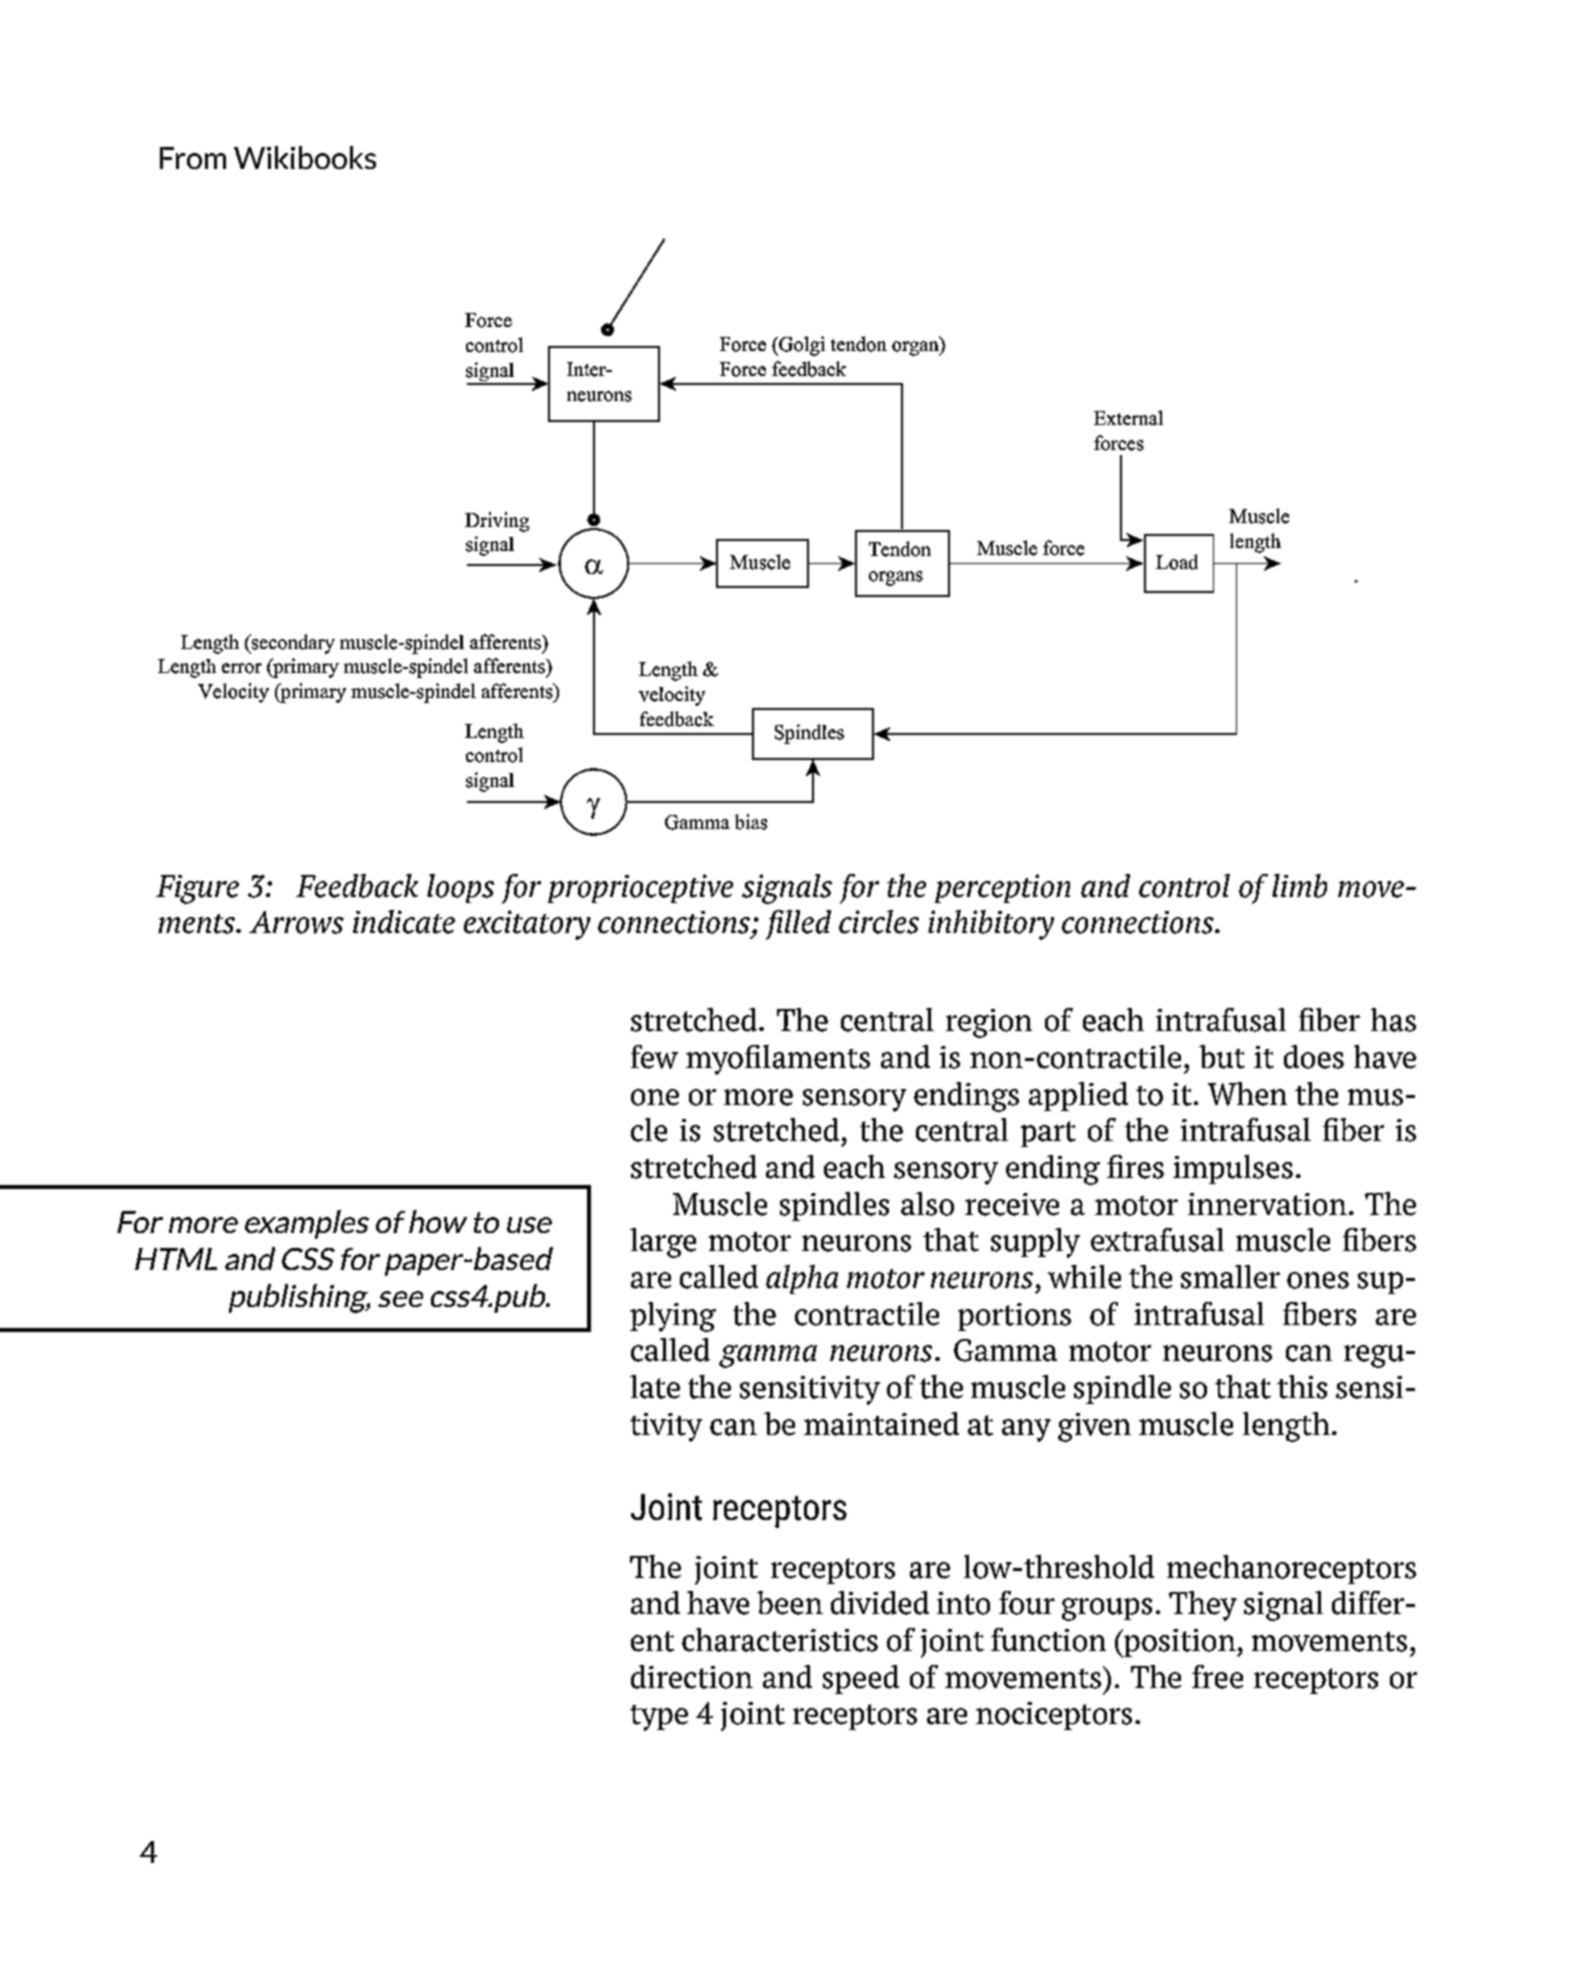 From Wikibooks
Force
control
signal
Inter-
neurons
Force (Golgi tendon organ)
Force feedback
External
forces
Driving
signal
α
Muscle
Tendon
organs
Muscle force
Load
Muscle
length
Length (secondary muscle-spindel afferents)
Length error (primary muscle-spindel afferents)
Velocity (primary muscle-spindel afferents)
Length &
velocity
feedback
Spindles
Length
control
signal
γ
Gamma bias
Figure 3: Feedback loops for proprioceptive signals for the perception and control of limb move-
ments. Arrows indicate excitatory connections; filled circles inhibitory connections.
stretched. The central region of each intrafusal fiber has
few myofilaments and is non-contractile, but it does have
one or more sensory endings applied to it. When the mus-
cle is stretched, the central part of the intrafusal fiber is
stretched and each sensory ending fires impulses.
Muscle spindles also receive a motor innervation. The
large motor neurons that supply extrafusal muscle fibers
are called alpha motor neurons, while the smaller ones sup-
plying the contractile portions of intrafusal fibers are
called gamma neurons. Gamma motor neurons can regu-
late the sensitivity of the muscle spindle so that this sensi-
tivity can be maintained at any given muscle length.
For more examples of how to use
HTML and CSS for paper-based
publishing, see css4.pub.
Joint receptors
The joint receptors are low-threshold mechanoreceptors
and have been divided into four groups. They signal differ-
ent characteristics of joint function (position, movements,
direction and speed of movements). The free receptors or
type 4 joint receptors are nociceptors.
4